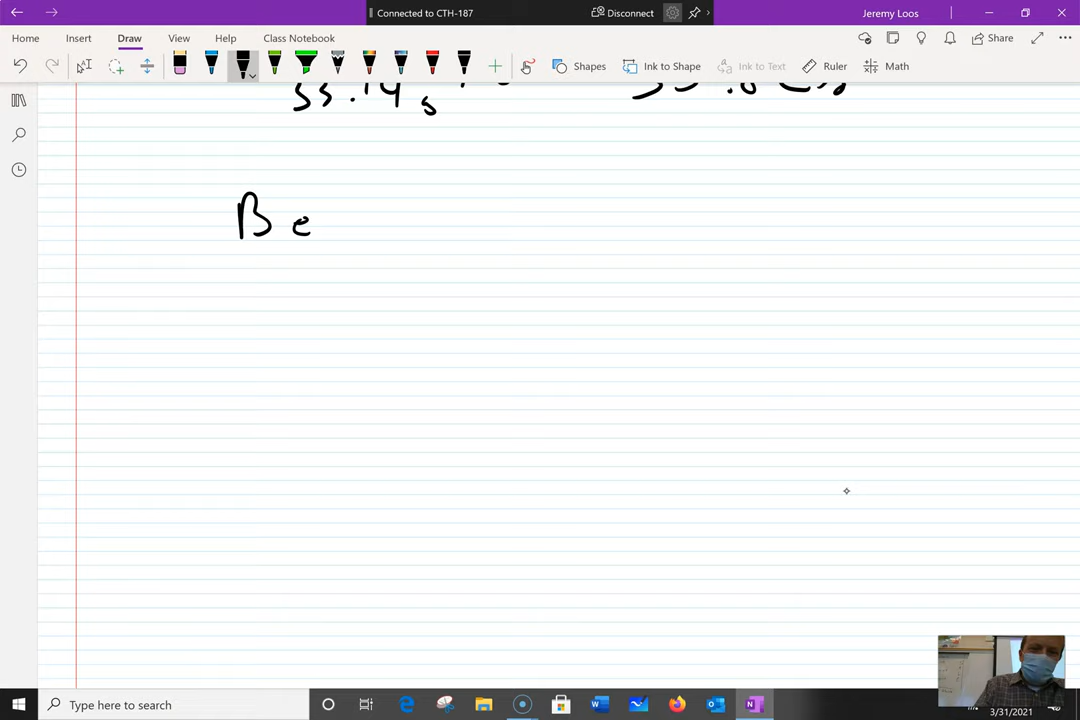 Connected to CTH-187
Disconnect
Jeremy Loos
Home Insert Draw View Help Class Notebook
Share
Shapes Ink to Shape Ink to Text Ruler Math
B e
Type here to search
3/31/2021